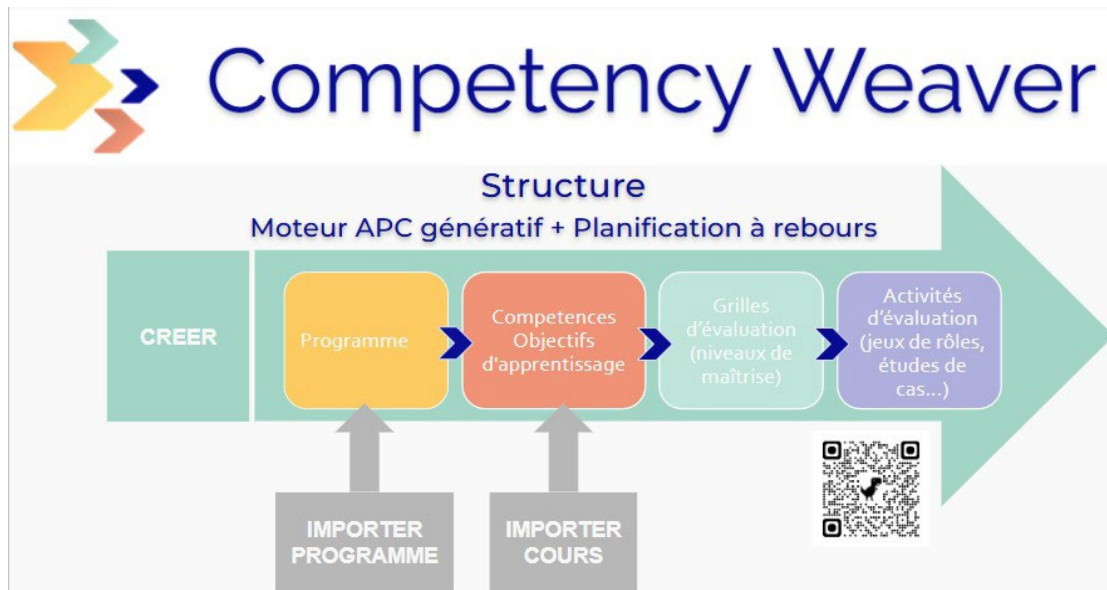 Competency Weaver
Structure
Moteur APC génératif + Planification à rebours
CREER
Programme
Competences
Objectifs
d'apprentissage
Grilles
d'évaluation
(niveaux de
maîtrise)
Activités
d'évaluation
(jeux de rôles,
études de
cas...)
IMPORTER
PROGRAMME
IMPORTER
COURS